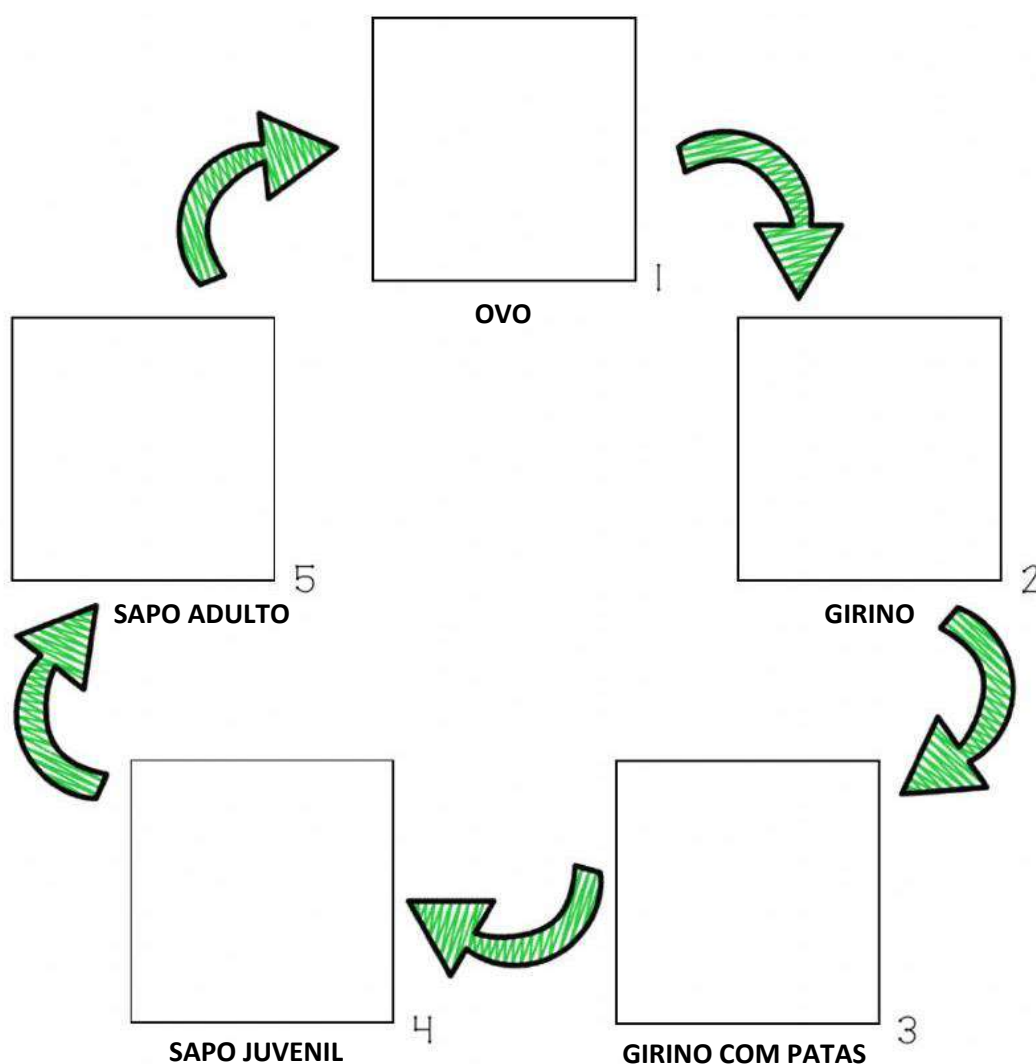 1
OVO
5
SAPO ADULTO
2
GIRINO
4
SAPO JUVENIL
3
GIRINO COM PATAS